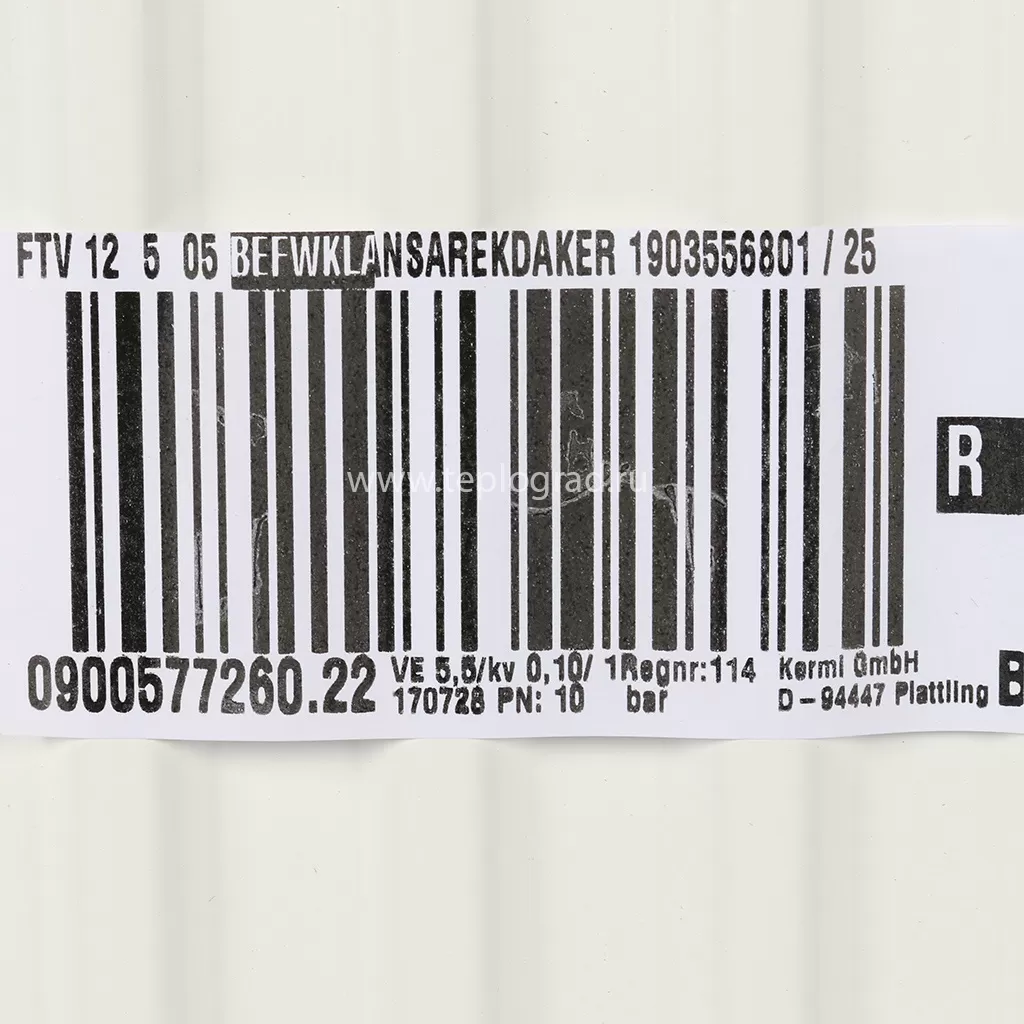 FTV 12 5 05 BEFWKLANSAREKDAKER 1903556801 / 25
R
www.teplograd.ru
0900577260.22
VE 5,5/kv 0,10/ 1Regnr:114
170728 PN: 10 bar
Kermi GmbH
D-94447 Plattling
B